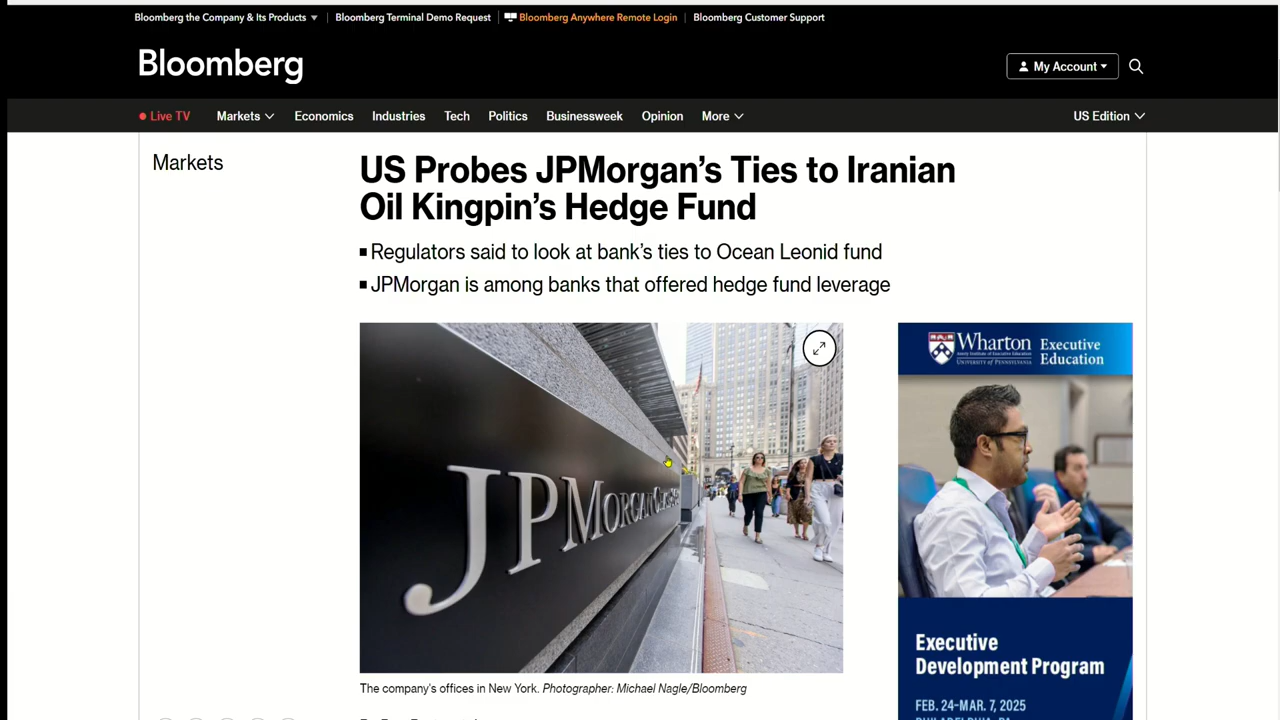 Bloomberg the Company & Its Products
Bloomberg Terminal Demo Request
Bloomberg Anywhere Remote Login
Bloomberg Customer Support
Bloomberg
My Account
Live TV
Markets
Economics
Industries
Tech
Politics
Businessweek
Opinion
More
US Edition
Markets
US Probes JPMorgan's Ties to Iranian
Oil Kingpin's Hedge Fund
Regulators said to look at bank's ties to Ocean Leonid fund
JPMorgan is among banks that offered hedge fund leverage
JPMORGAN CHASE
The company's offices in New York. Photographer: Michael Nagle/Bloomberg
Wharton
UNIVERSITY OF PENNSYLVANIA
Executive
Education
Executive
Development Program
FEB. 24-MAR. 7, 2025